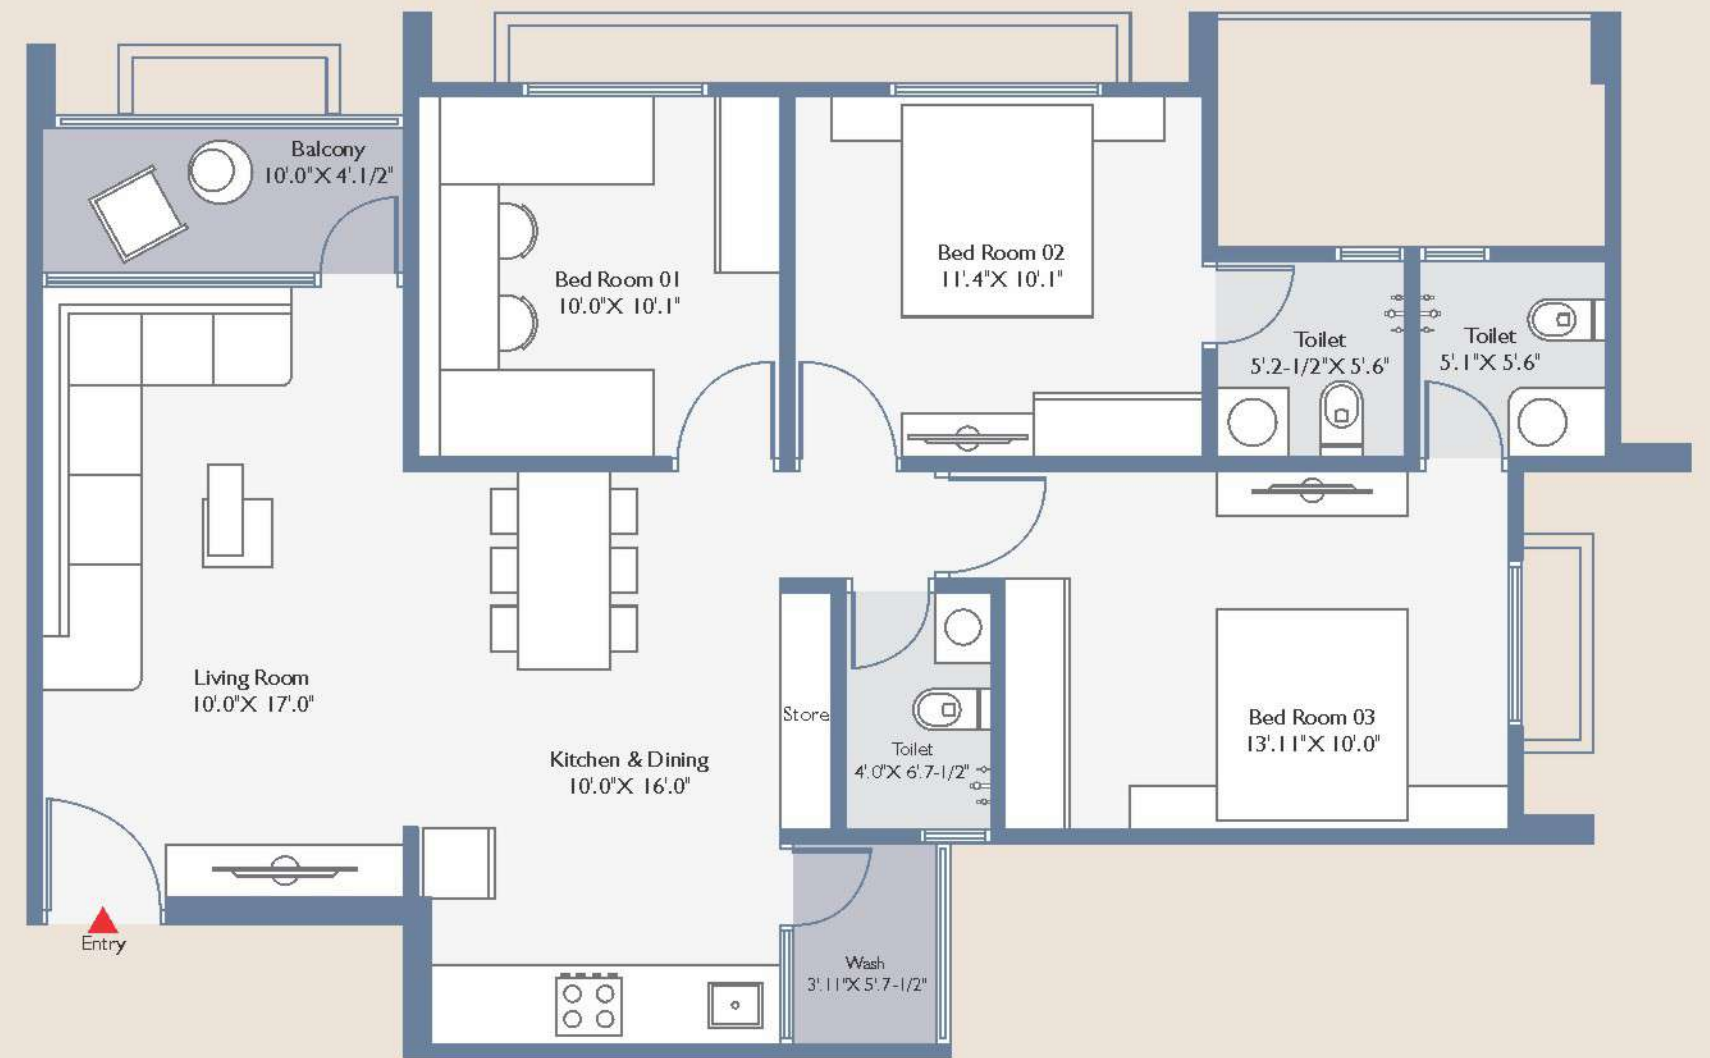 Balcony
10'.0"X 4'.1/2"
Bed Room 01
10'.0"X 10'.1"
Bed Room 02
11'.4"X 10'.1"
Toilet
5'.2-1/2"X 5'.6"
Toilet
5'.1"X 5'.6"
Living Room
10'.0"X 17'.0"
Kitchen & Dining
10'.0"X 16'.0"
Store
Toilet
4'.0"X 6'.7-1/2"
Bed Room 03
13'.11"X 10'.0"
Entry
Wash
3'.11"X 5'.7-1/2"